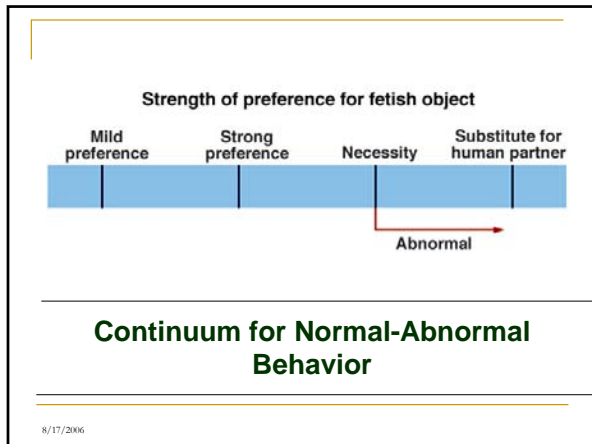 Strength of preference for fetish object
Mild preference
Strong preference
Necessity
Substitute for human partner
Abnormal
Continuum for Normal-Abnormal
Behavior
8/17/2006